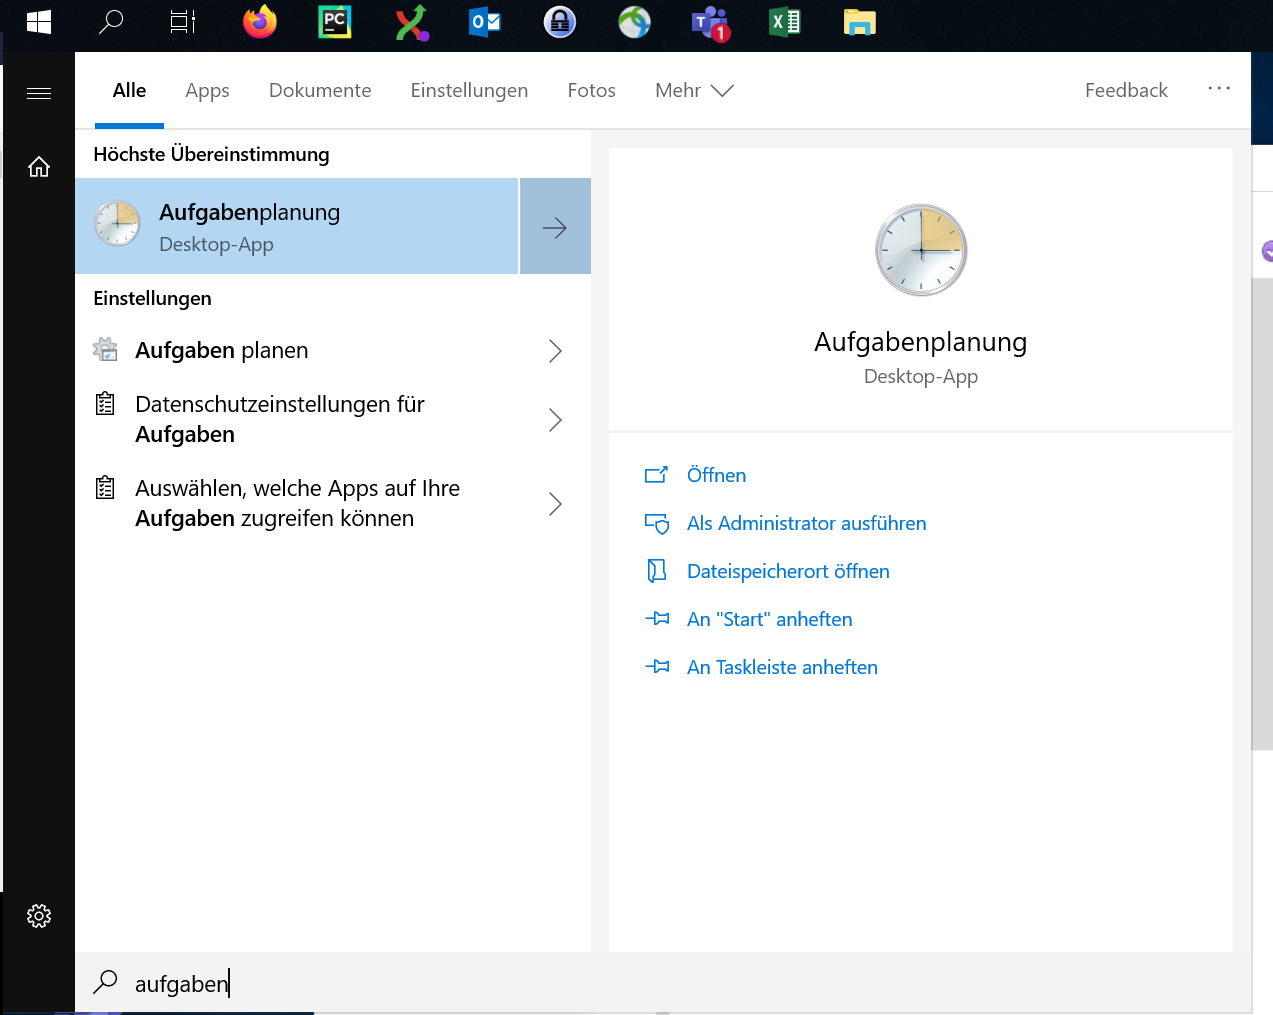 PC
O
T
1
X
Alle
Apps
Dokumente
Einstellungen
Fotos
Mehr
Feedback
Höchste Übereinstimmung
Aufgabenplanung
Desktop-App
Einstellungen
Aufgaben planen
Datenschutzeinstellungen für
Aufgaben
Auswählen, welche Apps auf Ihre
Aufgaben zugreifen können
Aufgabenplanung
Desktop-App
Öffnen
Als Administrator ausführen
Dateispeicherort öffnen
An "Start" anheften
An Taskleiste anheften
aufgaben